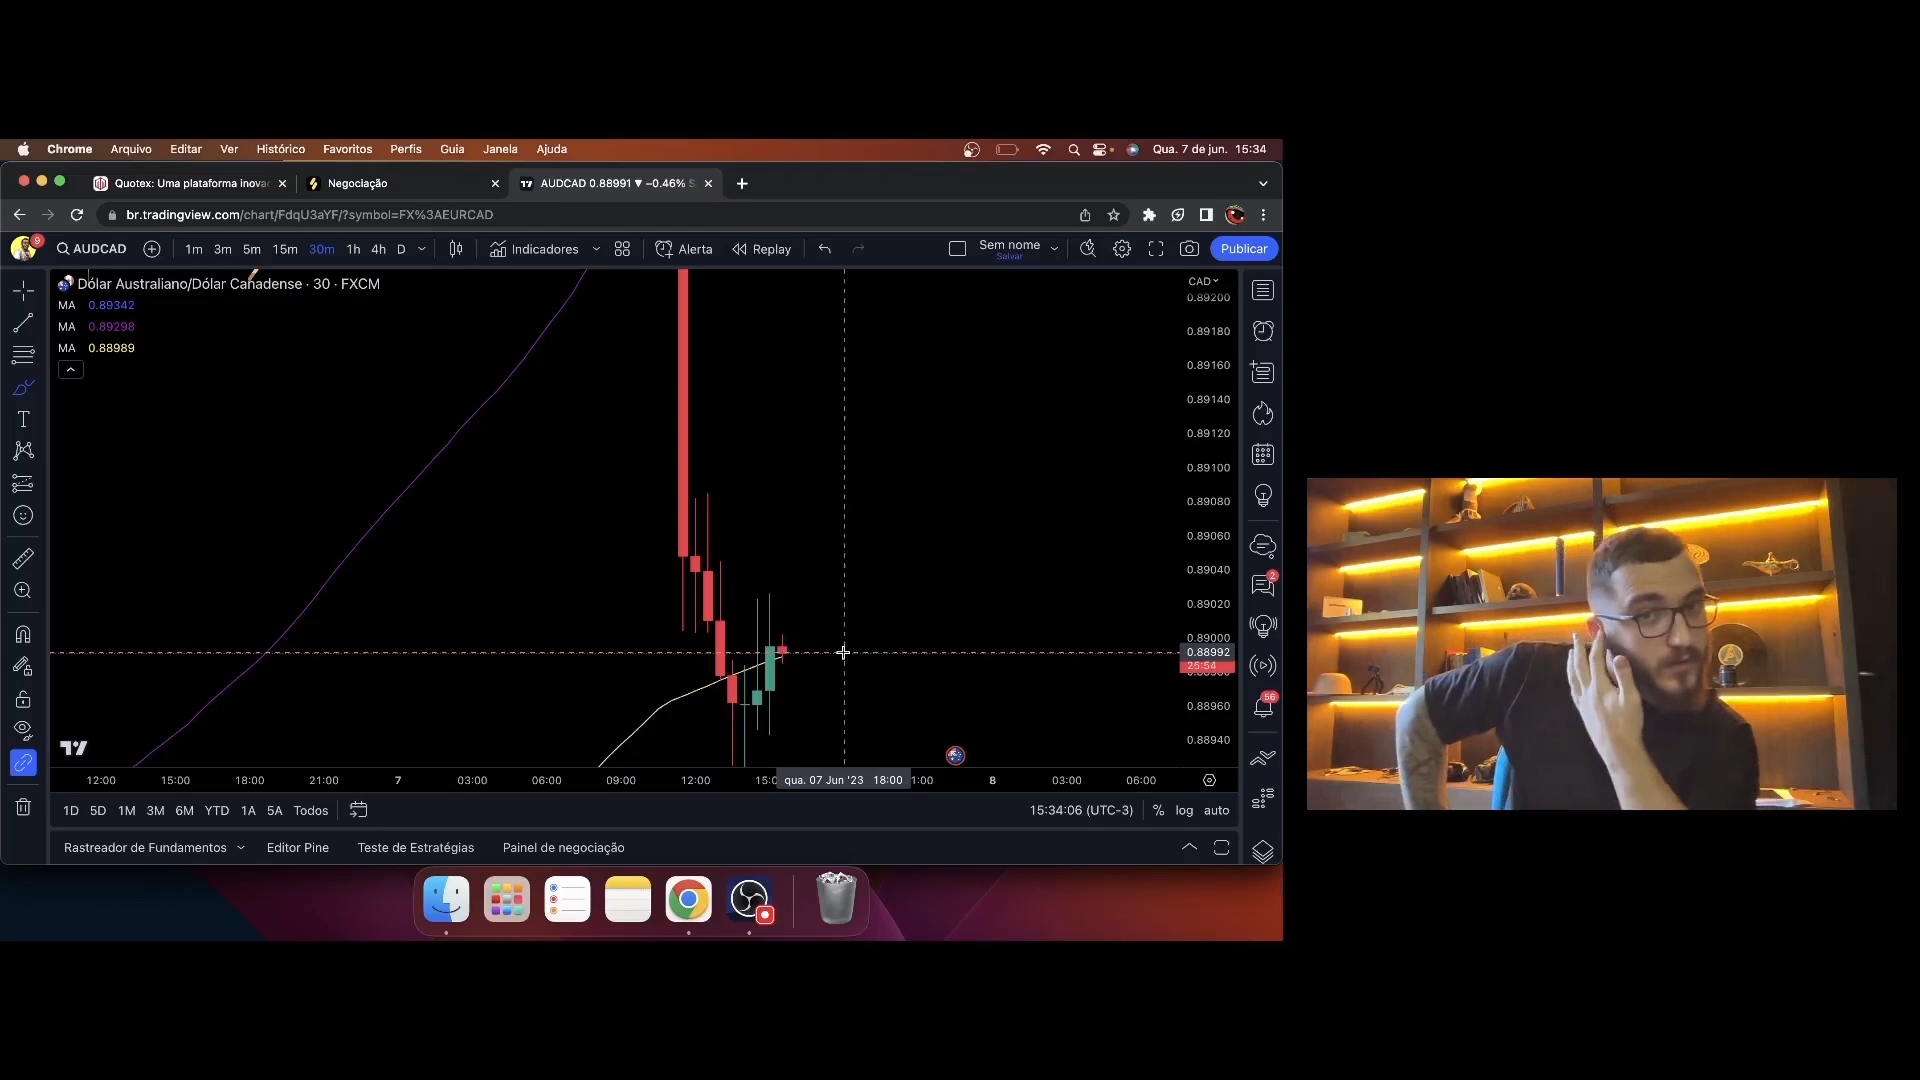 Chrome Arquivo Editar Ver Histórico Favoritos Perfis Guia Janela Ajuda Qua. 7 de jun. 15:34
Quotex: Uma plataforma inova Negociação AUDCAD 0.88991 ▼ −0.46% S
br.tradingview.com/chart/FdqU3aYF/?symbol=FX%3AEURCAD
9 AUDCAD 1m 3m 5m 15m 30m 1h 4h D Indicadores Alerta Replay Sem nome Publicar
Salvar
Dólar Australiano/Dólar Canadense · 30 · FXCM CAD
0.89200
MA 0.89342
MA 0.89298
0.89180
MA 0.88989
0.89160
0.89140
0.89120
0.89100
0.89080
0.89060
0.89040
2
0.89020
0.89000
0.88992
25:54
56
0.88960
0.88940
12:00 15:00 18:00 21:00 7 03:00 06:00 09:00 12:00 15:0 qua. 07 Jun '23 18:00 1:00 8 03:00 06:00
1D 5D 1M 3M 6M YTD 1A 5A Todos 15:34:06 (UTC-3) % log auto
Rastreador de Fundamentos Editor Pine Teste de Estratégias Painel de negociação